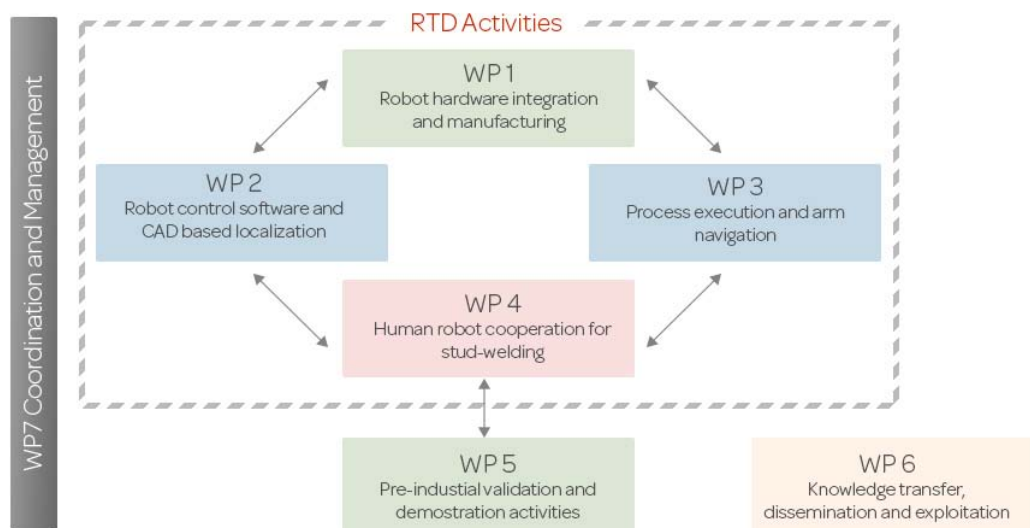 RTD Activities
WP7 Coordination and Management
WP 1
Robot hardware integration
and manufacturing
WP 2
Robot control software and
CAD based localization
WP 3
Process execution and arm
navigation
WP 4
Human robot cooperation for
stud-welding
WP 5
Pre-industial validation and
demostration activities
WP 6
Knowledge transfer,
dissemination and exploitation